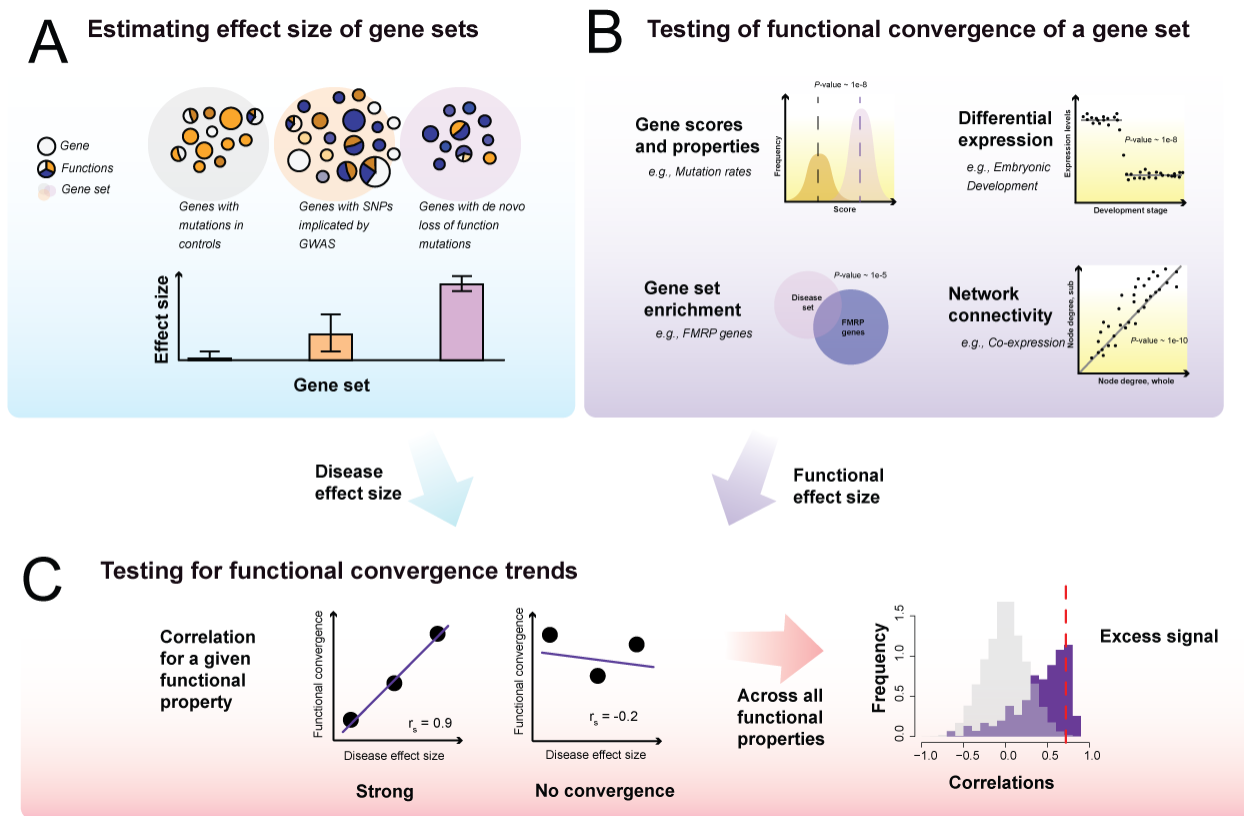 A
Estimating effect size of gene sets
Gene
Functions
Gene set
Genes with
mutations in
controls
Genes with SNPs
implicated by
GWAS
Genes with de novo
loss of function
mutations
Effect size
Gene set
B
Testing of functional convergence of a gene set
Gene scores
and properties
e.g., Mutation rates
P-value ~ 1e-8
Frequency
Score
Differential
expression
e.g., Embryonic
Development
Expression levels
P-value ~ 1e-8
Development stage
Gene set
enrichment
e.g., FMRP genes
P-value ~ 1e-5
Disease
set
FMRP
genes
Network
connectivity
e.g., Co-expression
Node degree, sub
P-value ~ 1e-10
Node degree, whole
Disease
effect size
Functional
effect size
C
Testing for functional convergence trends
Correlation
for a given
functional
property
Functional convergence
rs = 0.9
Disease effect size
Strong
Functional convergence
rs = -0.2
Disease effect size
No convergence
Across all
functional
properties
Frequency
1.5
1.0
0.5
0.0
−1.0 −0.5 0.0 0.5 1.0
Correlations
Excess signal